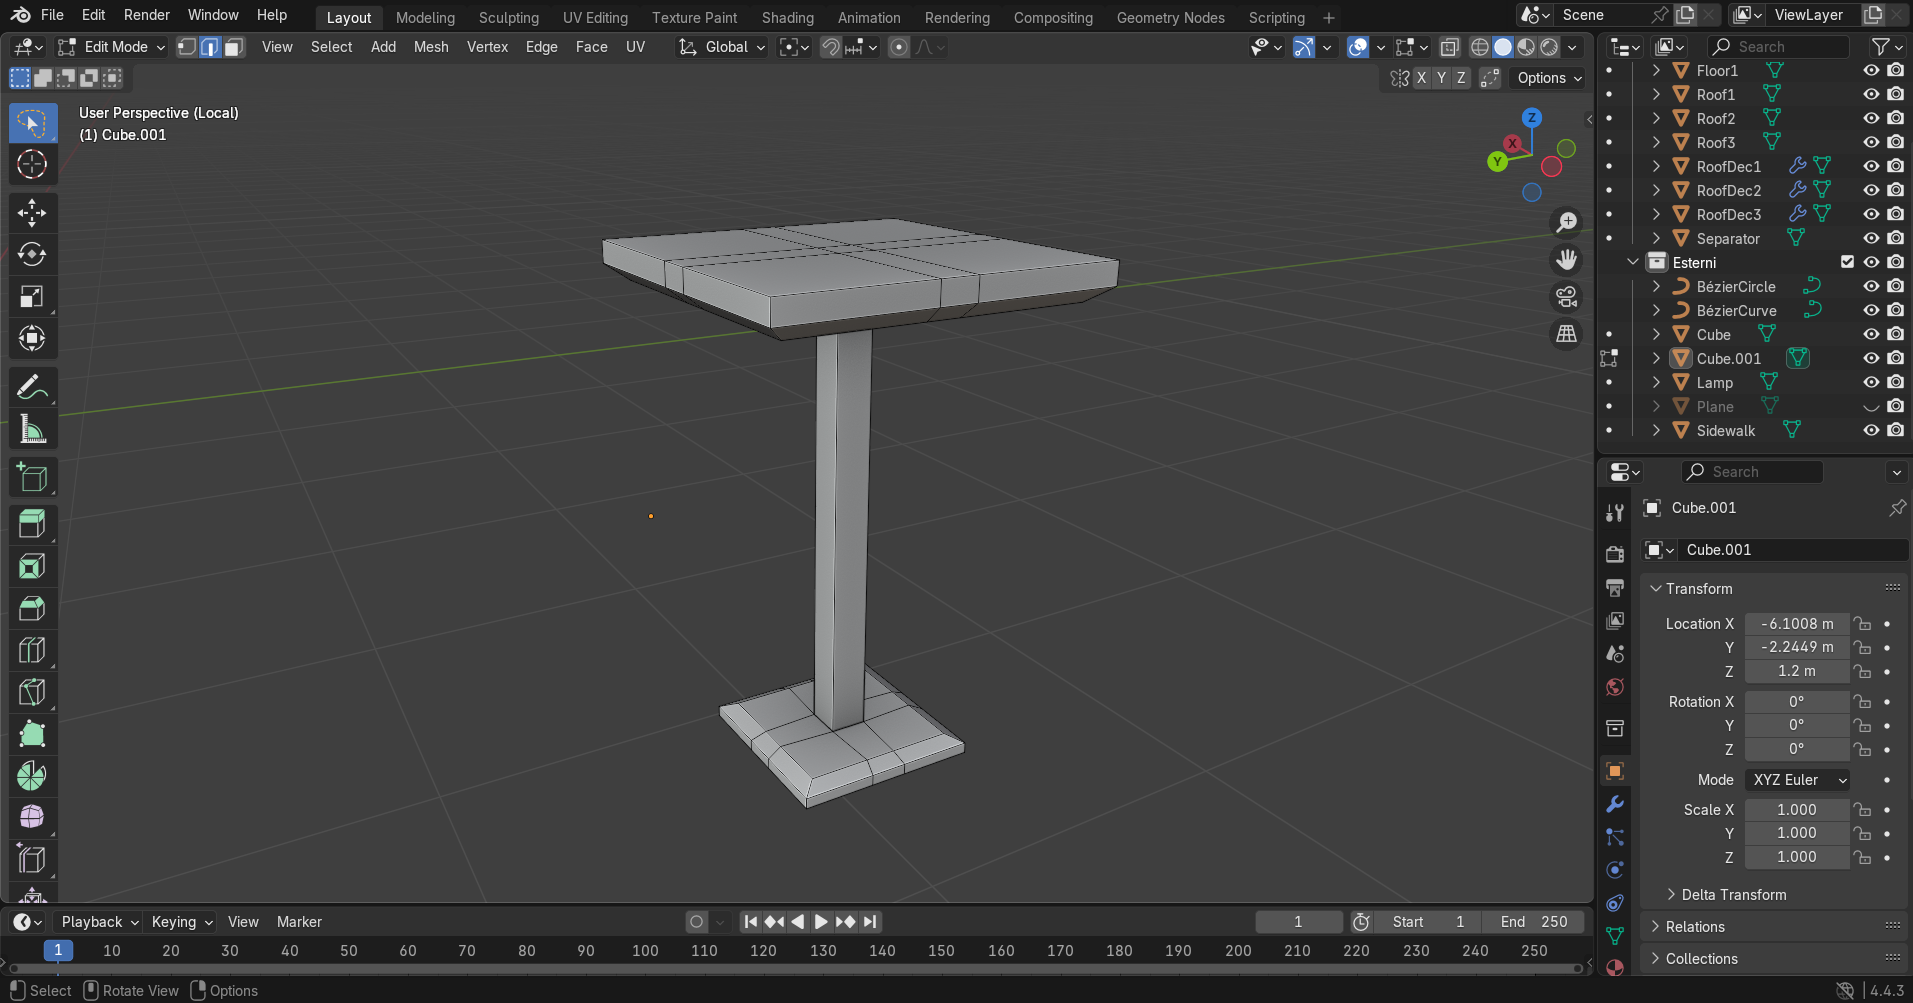 File Edit Render Window Help Layout Modeling Sculpting UV Editing Texture Paint Shading Animation Rendering Compositing Geometry Nodes Scripting + Scene ViewLayer
Edit Mode View Select Add Mesh Vertex Edge Face UV Global Search
X Y Z Options
User Perspective (Local)
(1) Cube.001
Z
X
Y
Floor1
Roof1
Roof2
Roof3
RoofDec1
RoofDec2
RoofDec3
Separator
Esterni
BézierCircle
BézierCurve
Cube
Cube.001
Lamp
Plane
Sidewalk
Search
Cube.001
Cube.001
Transform
Location X -6.1008 m
Y -2.2449 m
Z 1.2 m
Rotation X 0°
Y 0°
Z 0°
Mode XYZ Euler
Scale X 1.000
Y 1.000
Z 1.000
Delta Transform
Relations
Collections
Playback Keying View Marker 1 Start 1 End 250
1 10 20 30 40 50 60 70 80 90 100 110 120 130 140 150 160 170 180 190 200 210 220 230 240 250
Select Rotate View Options 4.4.3